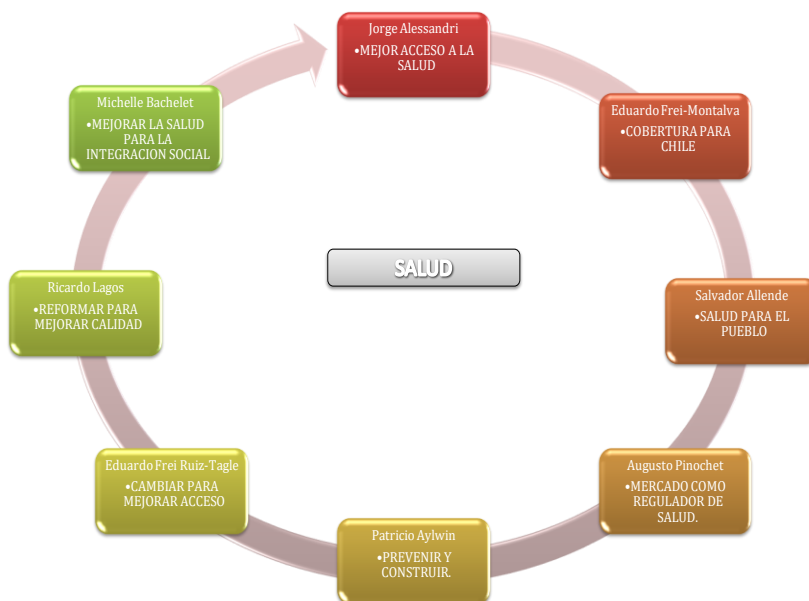 Jorge Alessandri
•MEJOR ACCESO A LA
SALUD
Eduardo Frei-Montalva
•COBERTURA PARA
CHILE
Salvador Allende
•SALUD PARA EL
PUEBLO
Augusto Pinochet
•MERCADO COMO
REGULADOR DE
SALUD.
Patricio Aylwin
•PREVENIR Y
CONSTRUIR.
Eduardo Frei Ruiz-Tagle
•CAMBIAR PARA
MEJORAR ACCESO
Ricardo Lagos
•REFORMAR PARA
MEJORAR CALIDAD
Michelle Bachelet
•MEJORAR LA SALUD
PARA LA
INTEGRACION SOCIAL
SALUD